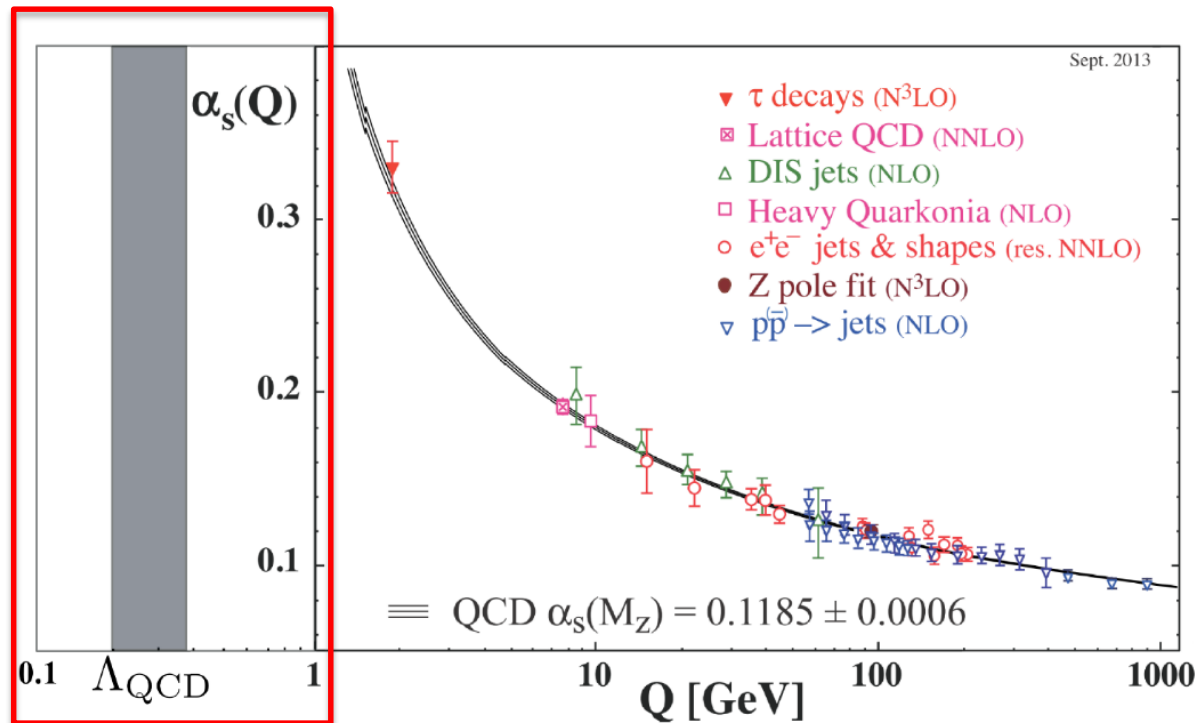 Sept. 2013
αs(Q)
τ decays (N³LO)
Lattice QCD (NNLO)
DIS jets (NLO)
Heavy Quarkonia (NLO)
e⁺e⁻ jets & shapes (res. NNLO)
Z pole fit (N³LO)
pp̄ –> jets (NLO)
0.3
0.2
0.1
QCD αs(Mz) = 0.1185 ± 0.0006
0.1 ΛQCD 1 10 100 1000
Q [GeV]